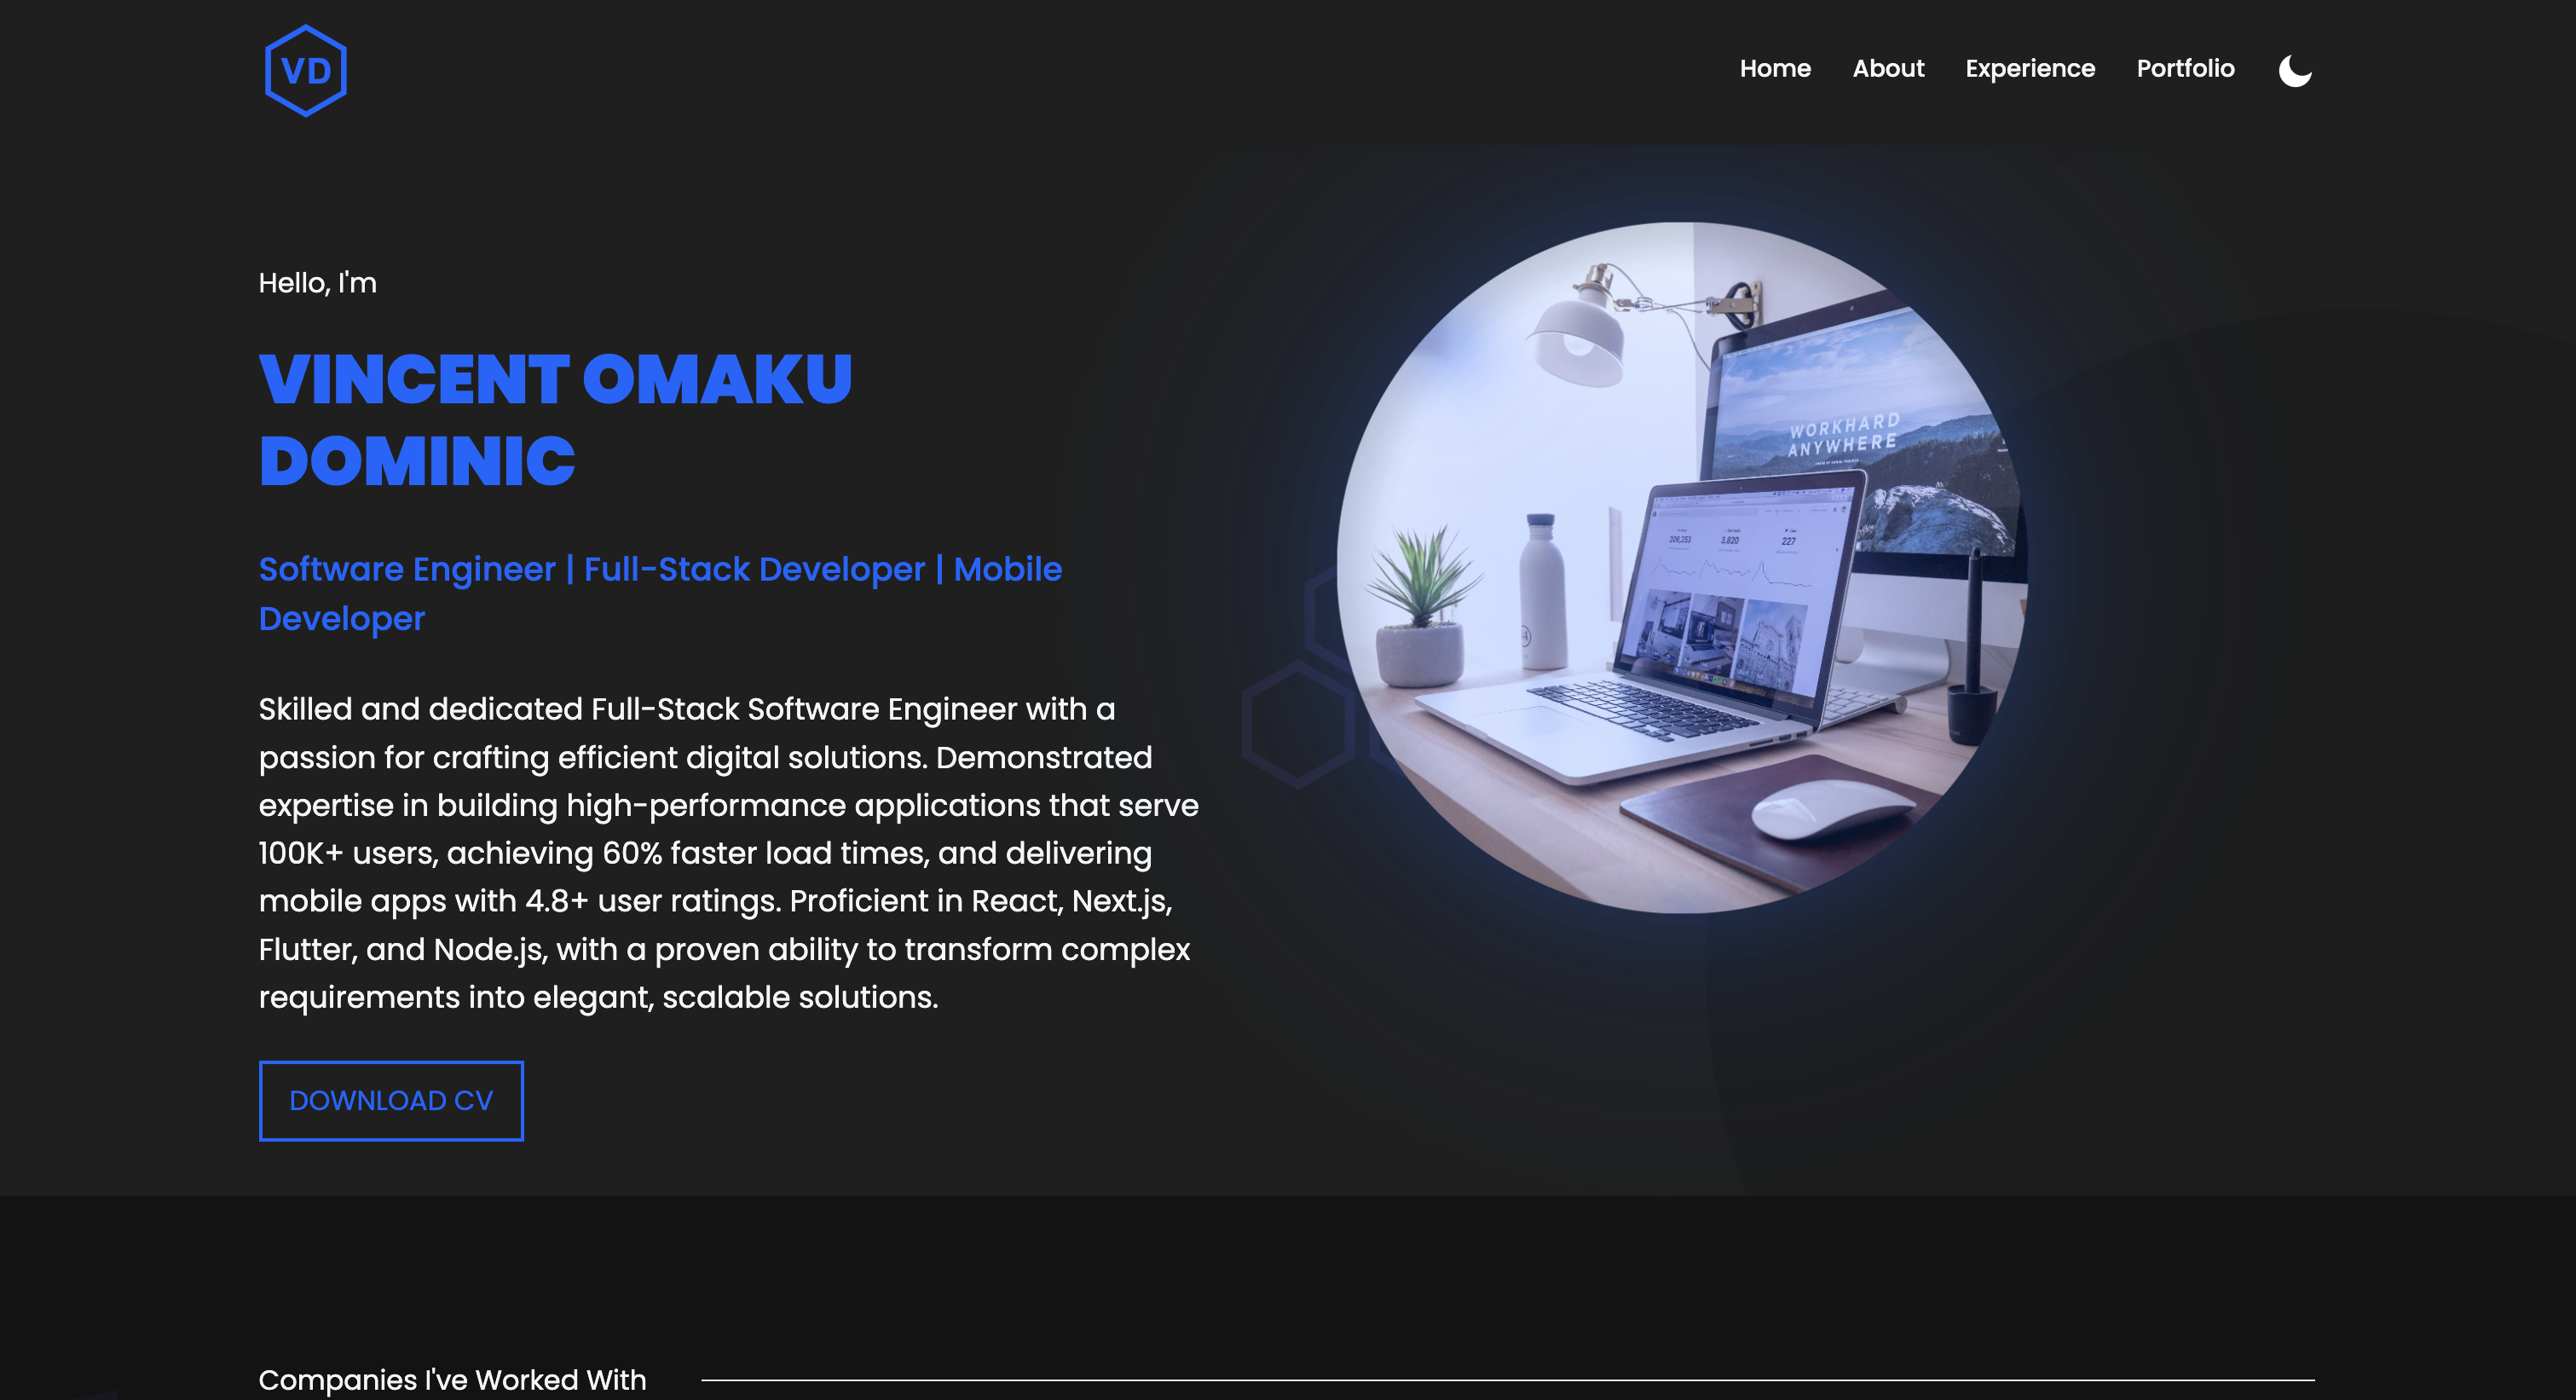 VD
Home About Experience Portfolio
Hello, I'm
VINCENT OMAKU
DOMINIC
Software Engineer | Full-Stack Developer | Mobile
Developer
Skilled and dedicated Full-Stack Software Engineer with a
passion for crafting efficient digital solutions. Demonstrated
expertise in building high-performance applications that serve
100K+ users, achieving 60% faster load times, and delivering
mobile apps with 4.8+ user ratings. Proficient in React, Next.js,
Flutter, and Node.js, with a proven ability to transform complex
requirements into elegant, scalable solutions.
DOWNLOAD CV
WORKHARD
ANYWHERE
206,253 3,820 227
Companies I've Worked With